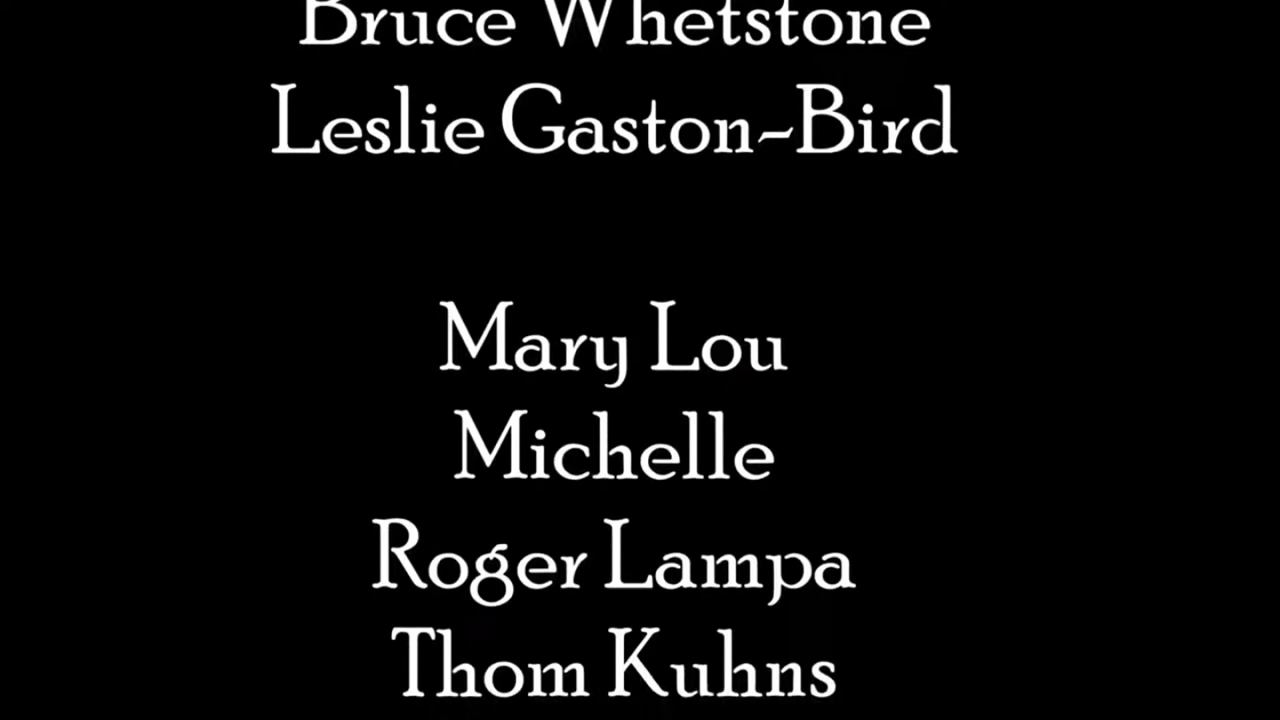 Bruce Whetstone
Leslie Gaston-Bird
Mary Lou
Michelle
Roger Lampa
Thom Kuhns